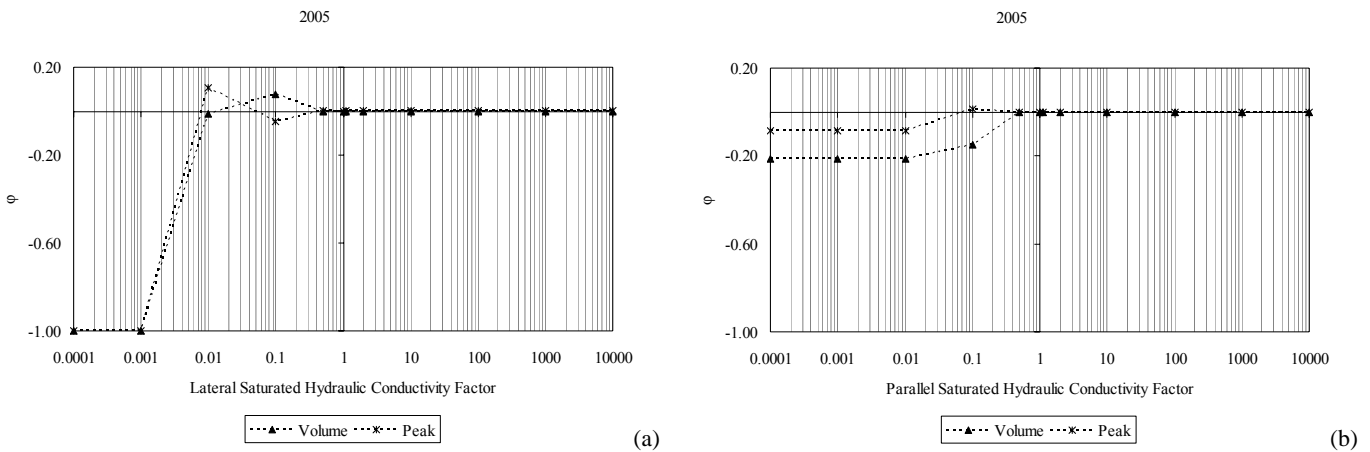 2005
0.20
-0.20
φ
-0.60
-1.00
0.0001 0.001 0.01 0.1 1 10 100 1000 10000
Lateral Saturated Hydraulic Conductivity Factor
Volume Peak
(a)
2005
0.20
-0.20
φ
-0.60
-1.00
0.0001 0.001 0.01 0.1 1 10 100 1000 10000
Parallel Saturated Hydraulic Conductivity Factor
Volume Peak
(b)